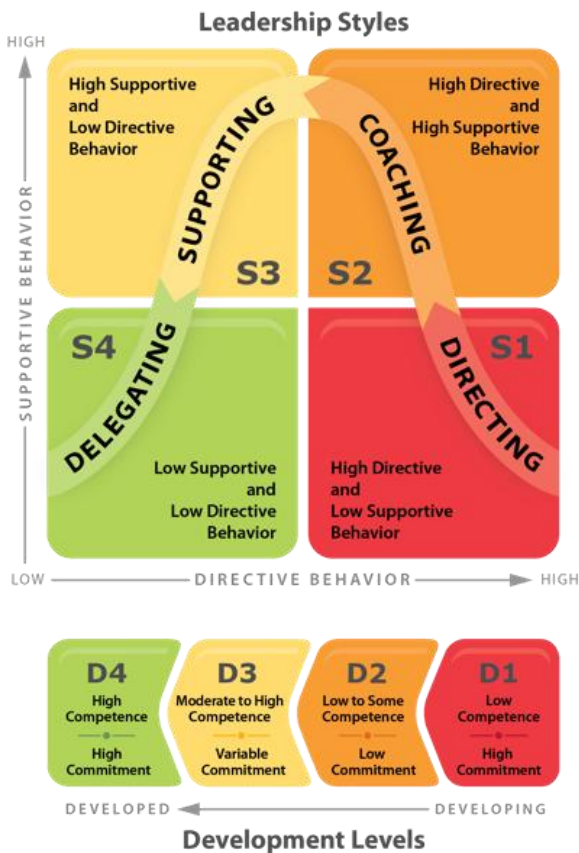 Leadership Styles
HIGH
SUPPORTIVE BEHAVIOR
High Supportive
and
Low Directive
Behavior
SUPPORTING
S3
High Directive
and
High Supportive
Behavior
COACHING
S2
S4
DELEGATING
Low Supportive
and
Low Directive
Behavior
S1
DIRECTING
High Directive
and
Low Supportive
Behavior
LOW
DIRECTIVE BEHAVIOR
HIGH
D4
High
Competence
High
Commitment
D3
Moderate to High
Competence
Variable
Commitment
D2
Low to Some
Competence
Low
Commitment
D1
Low
Competence
High
Commitment
DEVELOPED
DEVELOPING
Development Levels